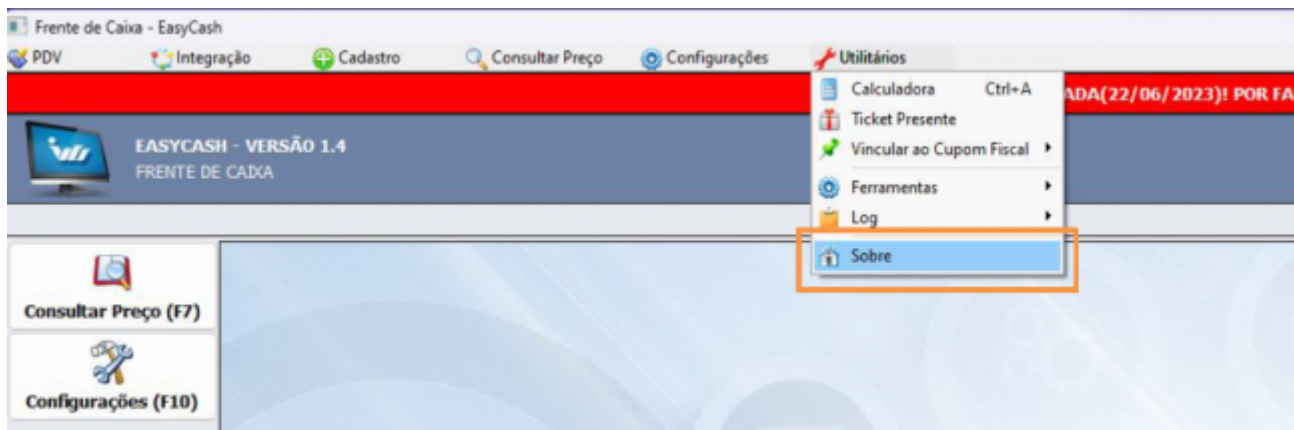 Frente de Caixa - EasyCash
PDV Integração Cadastro Consultar Preço Configurações Utilitários
Calculadora Ctrl+A
ADA(22/06/2023)! POR FA
Ticket Presente
EASYCASH - VERSÃO 1.4
Vincular ao Cupom Fiscal
FRENTE DE CAIXA
Ferramentas
Log
Sobre
Consultar Preço (F7)
Configurações (F10)